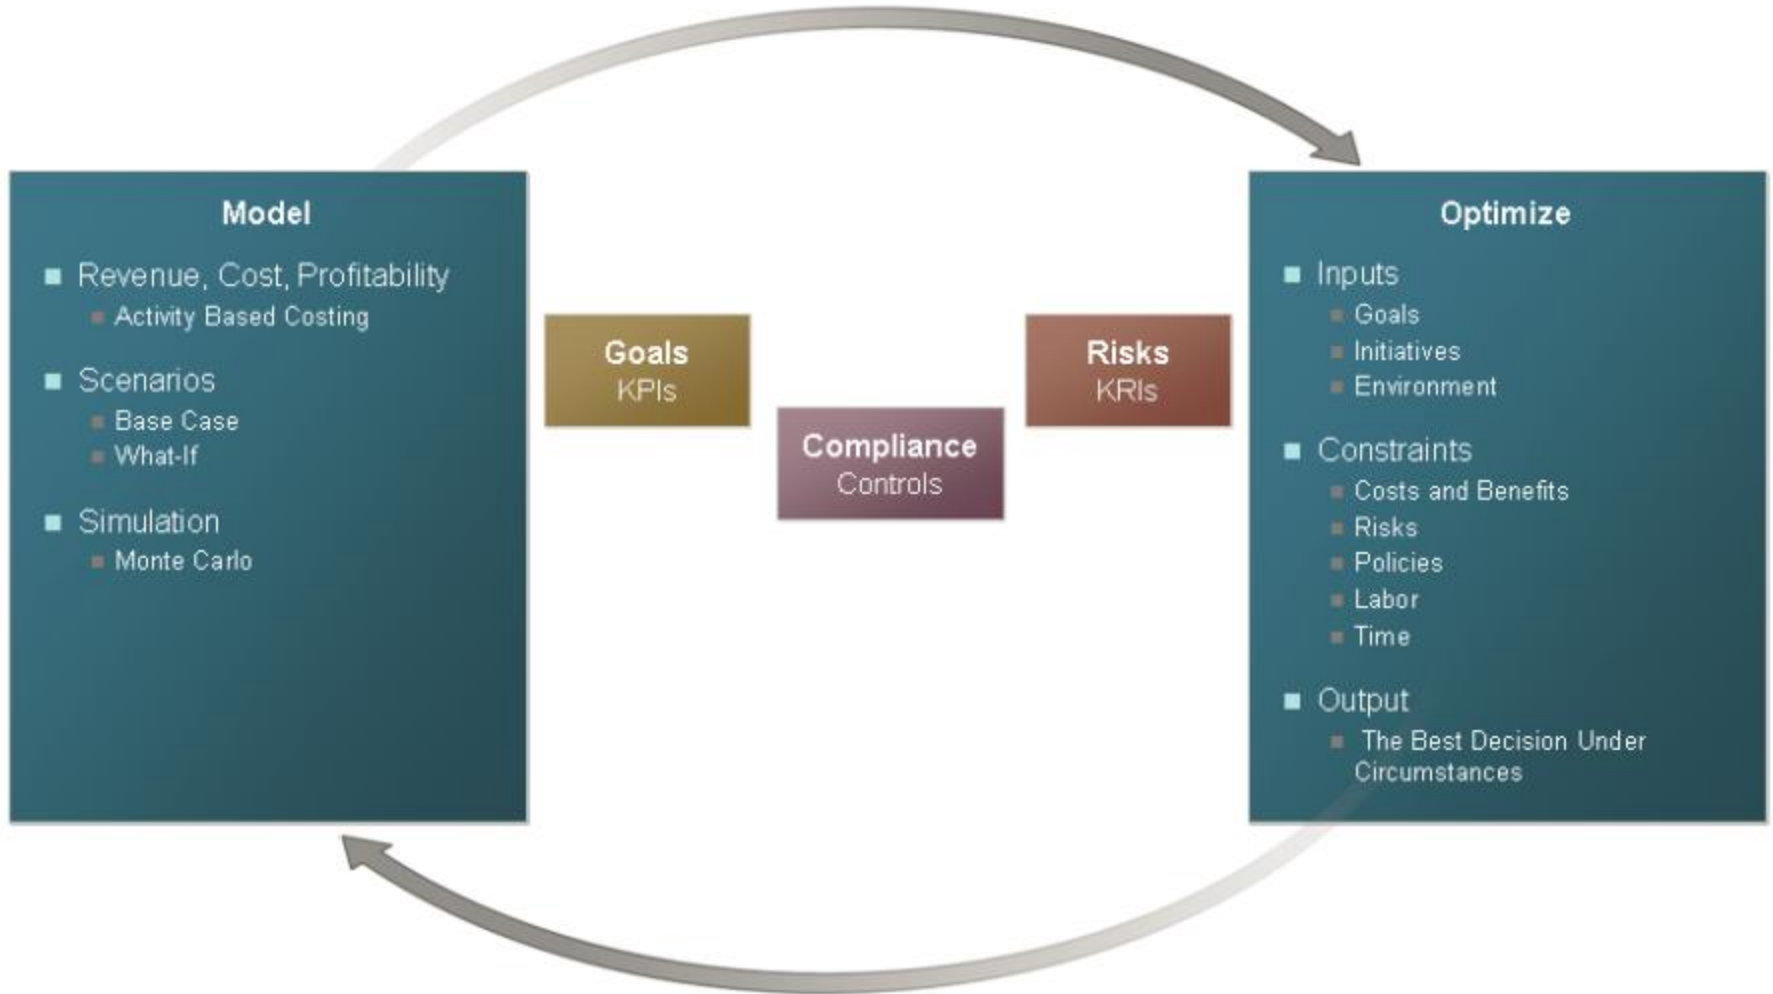 Model
Revenue, Cost, Profitability
Activity Based Costing
Scenarios
Base Case
What-If
Simulation
Monte Carlo
Goals
KPIs
Compliance
Controls
Risks
KRIs
Optimize
Inputs
Goals
Initiatives
Environment
Constraints
Costs and Benefits
Risks
Policies
Labor
Time
Output
The Best Decision Under
Circumstances